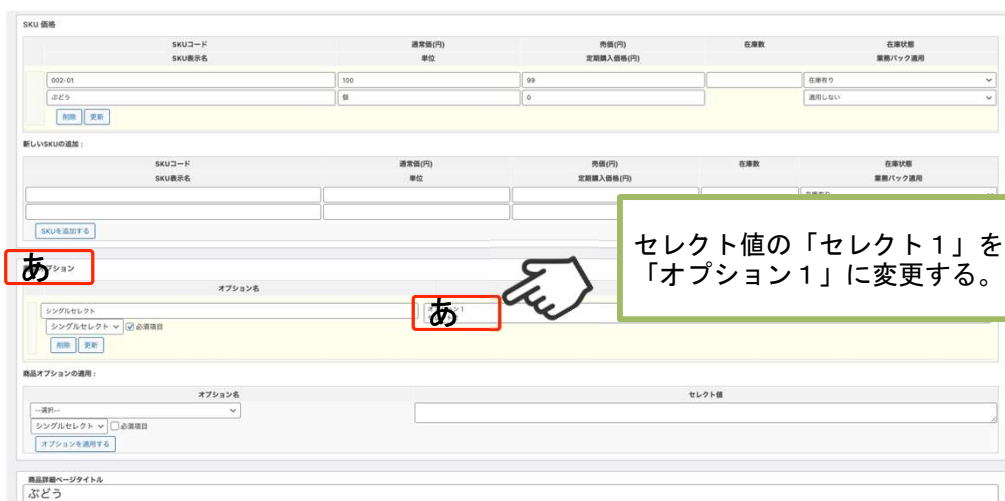 SKU 価格
SKUコード 通常価(円) 売価(円) 在庫数 在庫状態
SKU表示名 単位 定期購入価格(円) 業務パック適用
002-01 100 99 在庫有り
ぶどう 個 0 適用しない
削除 更新
新しいSKUの追加 :
SKUコード 通常価(円) 売価(円) 在庫数 在庫状態
SKU表示名 単位 定期購入価格(円) 業務パック適用
SKUを追加する
セレクト値の「セレクト１」を
「オプション１」に変更する。
あ
オプション
オプション名
シングルセレクト
あ
シングルセレクト 必須項目
削除 更新
商品オプションの適用 :
オプション名 セレクト値
--選択--
シングルセレクト 必須項目
オプションを適用する
商品詳細ページタイトル
ぶどう